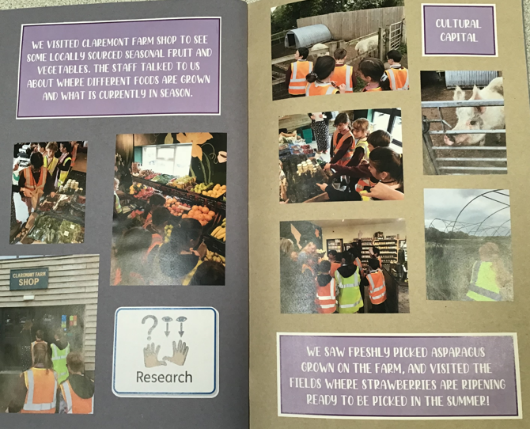 WE VISITED CLAREMONT FARM SHOP TO SEE
SOME LOCALLY SOURCED SEASONAL FRUIT AND
VEGETABLES. THE STAFF TALKED TO US
ABOUT WHERE DIFFERENT FOODS ARE GROWN
AND WHAT IS CURRENTLY IN SEASON.
CLAREMONT FARM
SHOP
?
Research
CULTURAL
CAPITAL
WE SAW FRESHLY PICKED ASPARAGUS
GROWN ON THE FARM, AND VISITED THE
FIELDS WHERE STRAWBERRIES ARE RIPENING
READY TO BE PICKED IN THE SUMMER!